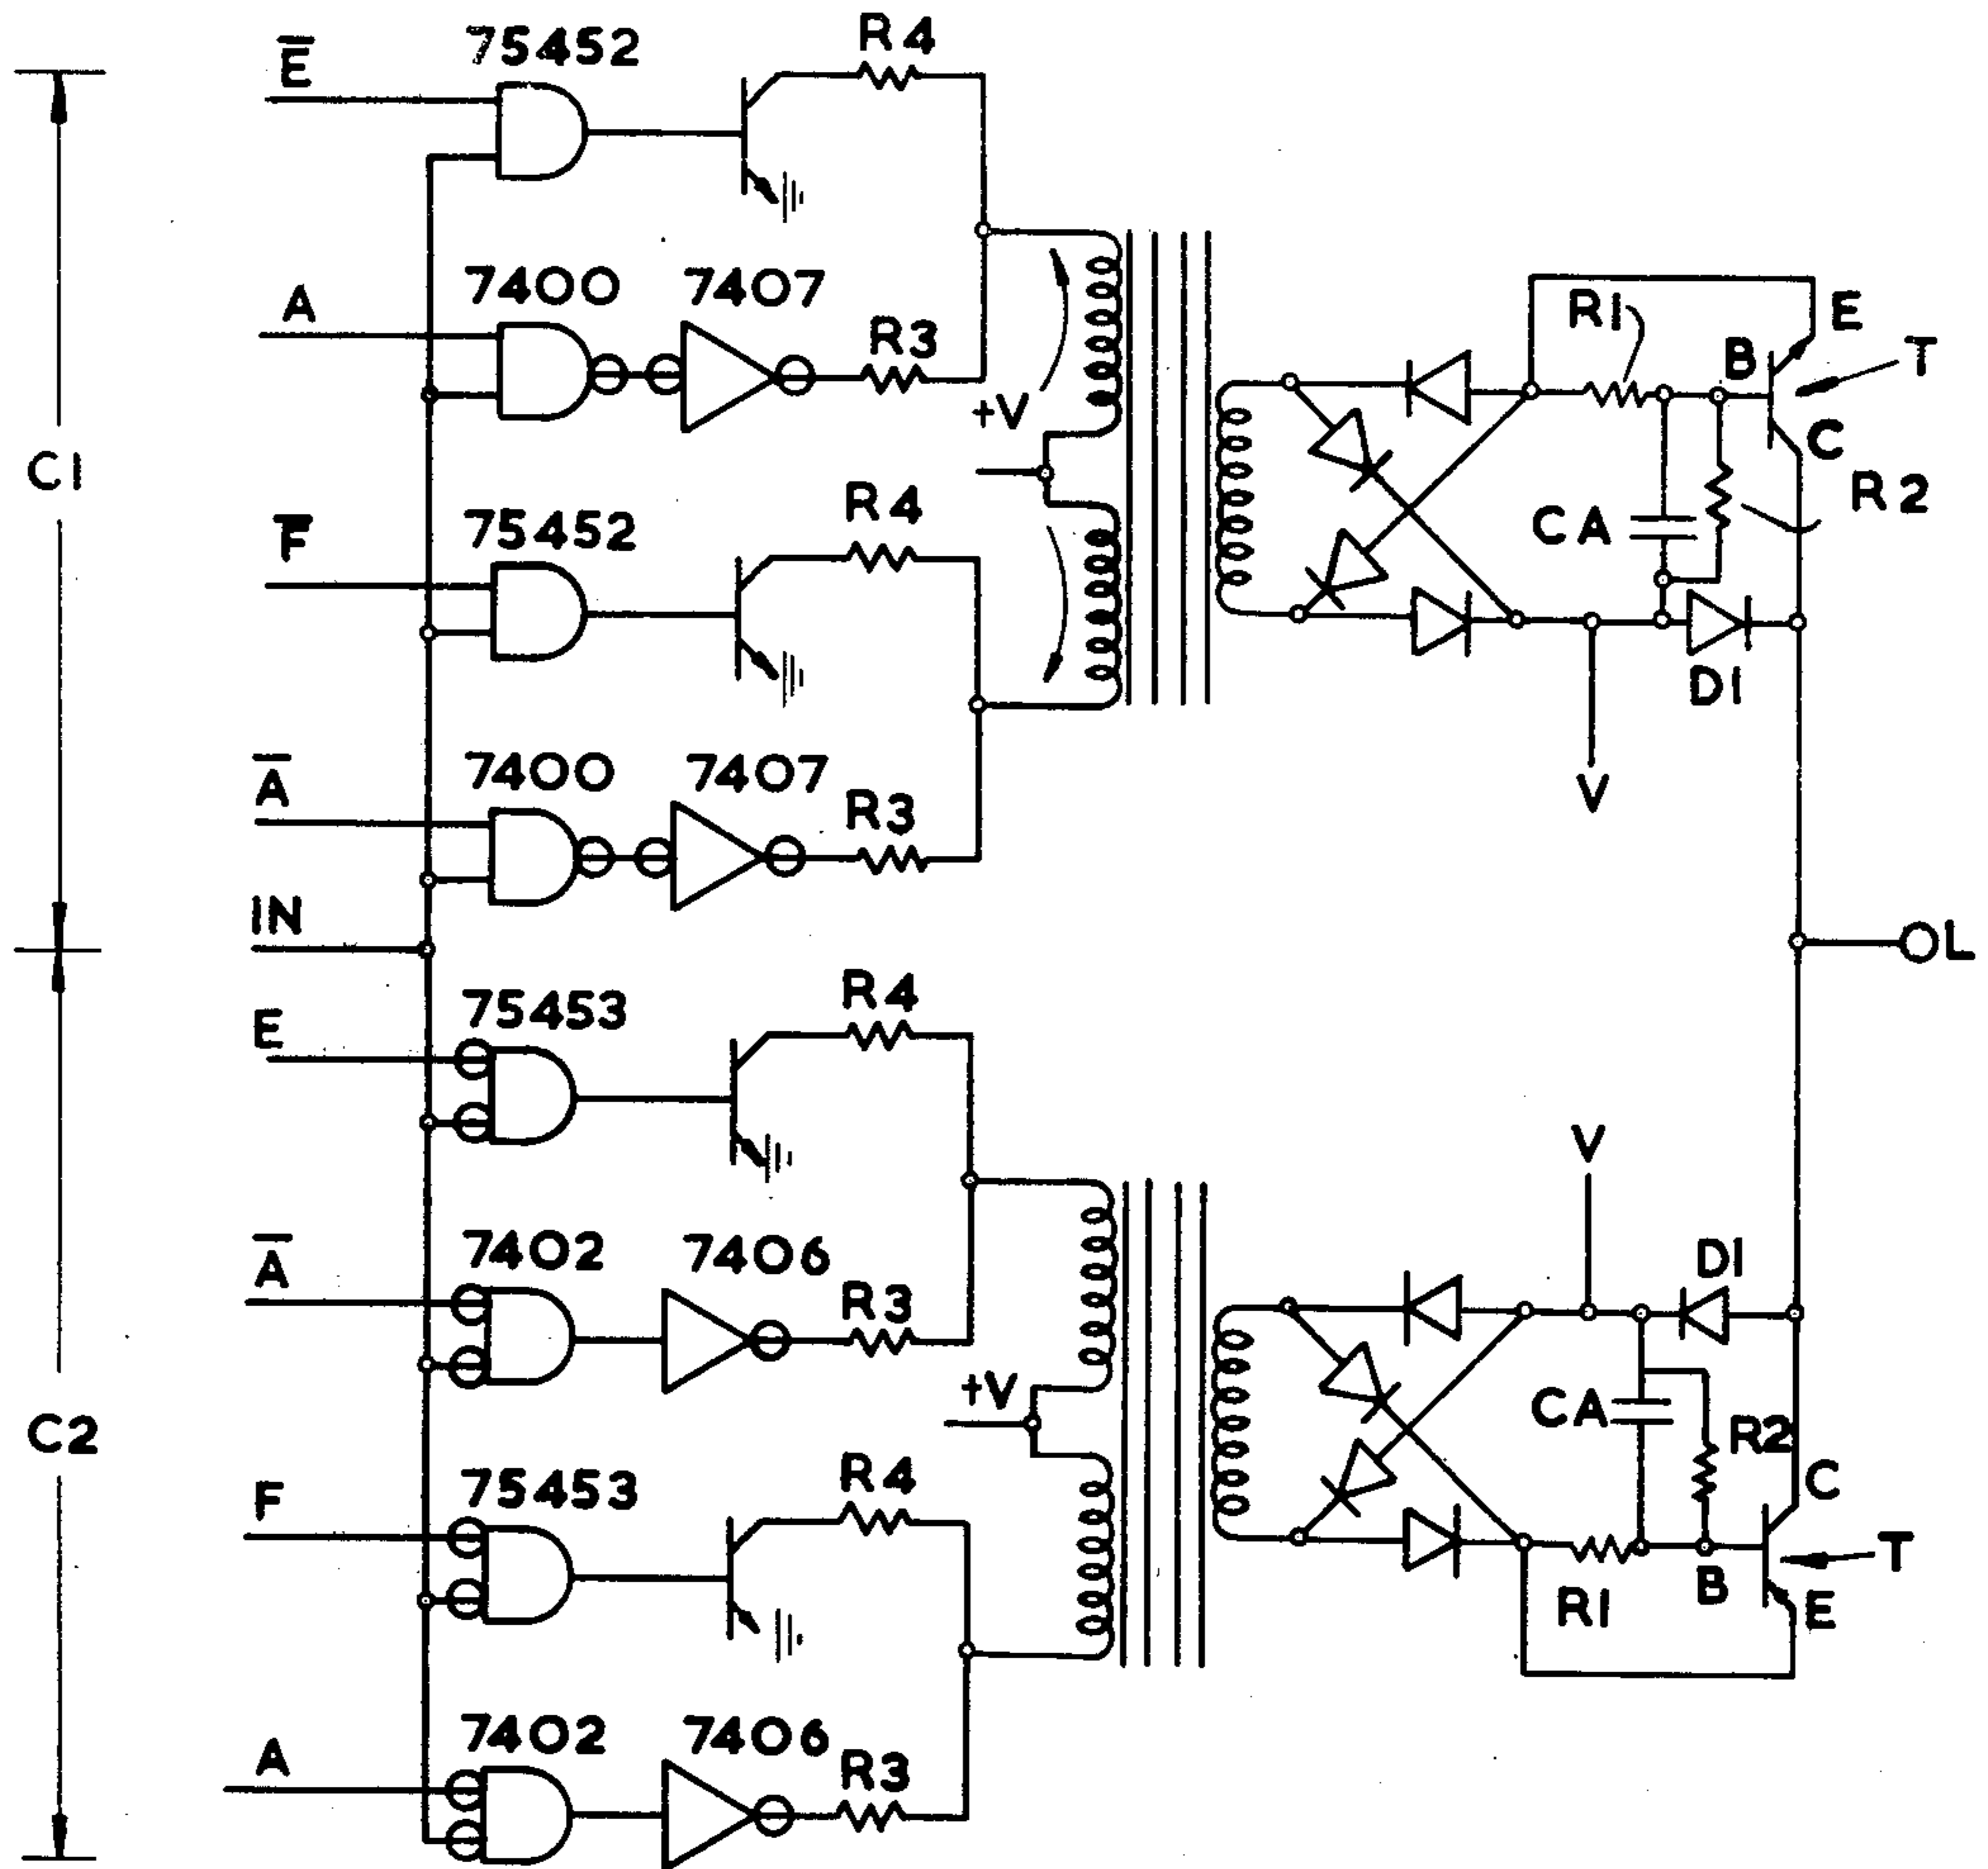 75452
R4
E̅
7400
7407
A
R3
R1
E
B
T
+V
C
C1
75452
R4
R2
F̅
CA
D1
7400
7407
V
A̅
R3
IN
OL
75453
R4
E
V
7402
7406
A̅
R3
D1
+V
CA
R2
C2
75453
R4
C
F
T
R1
B
E
7402
7406
A
R3